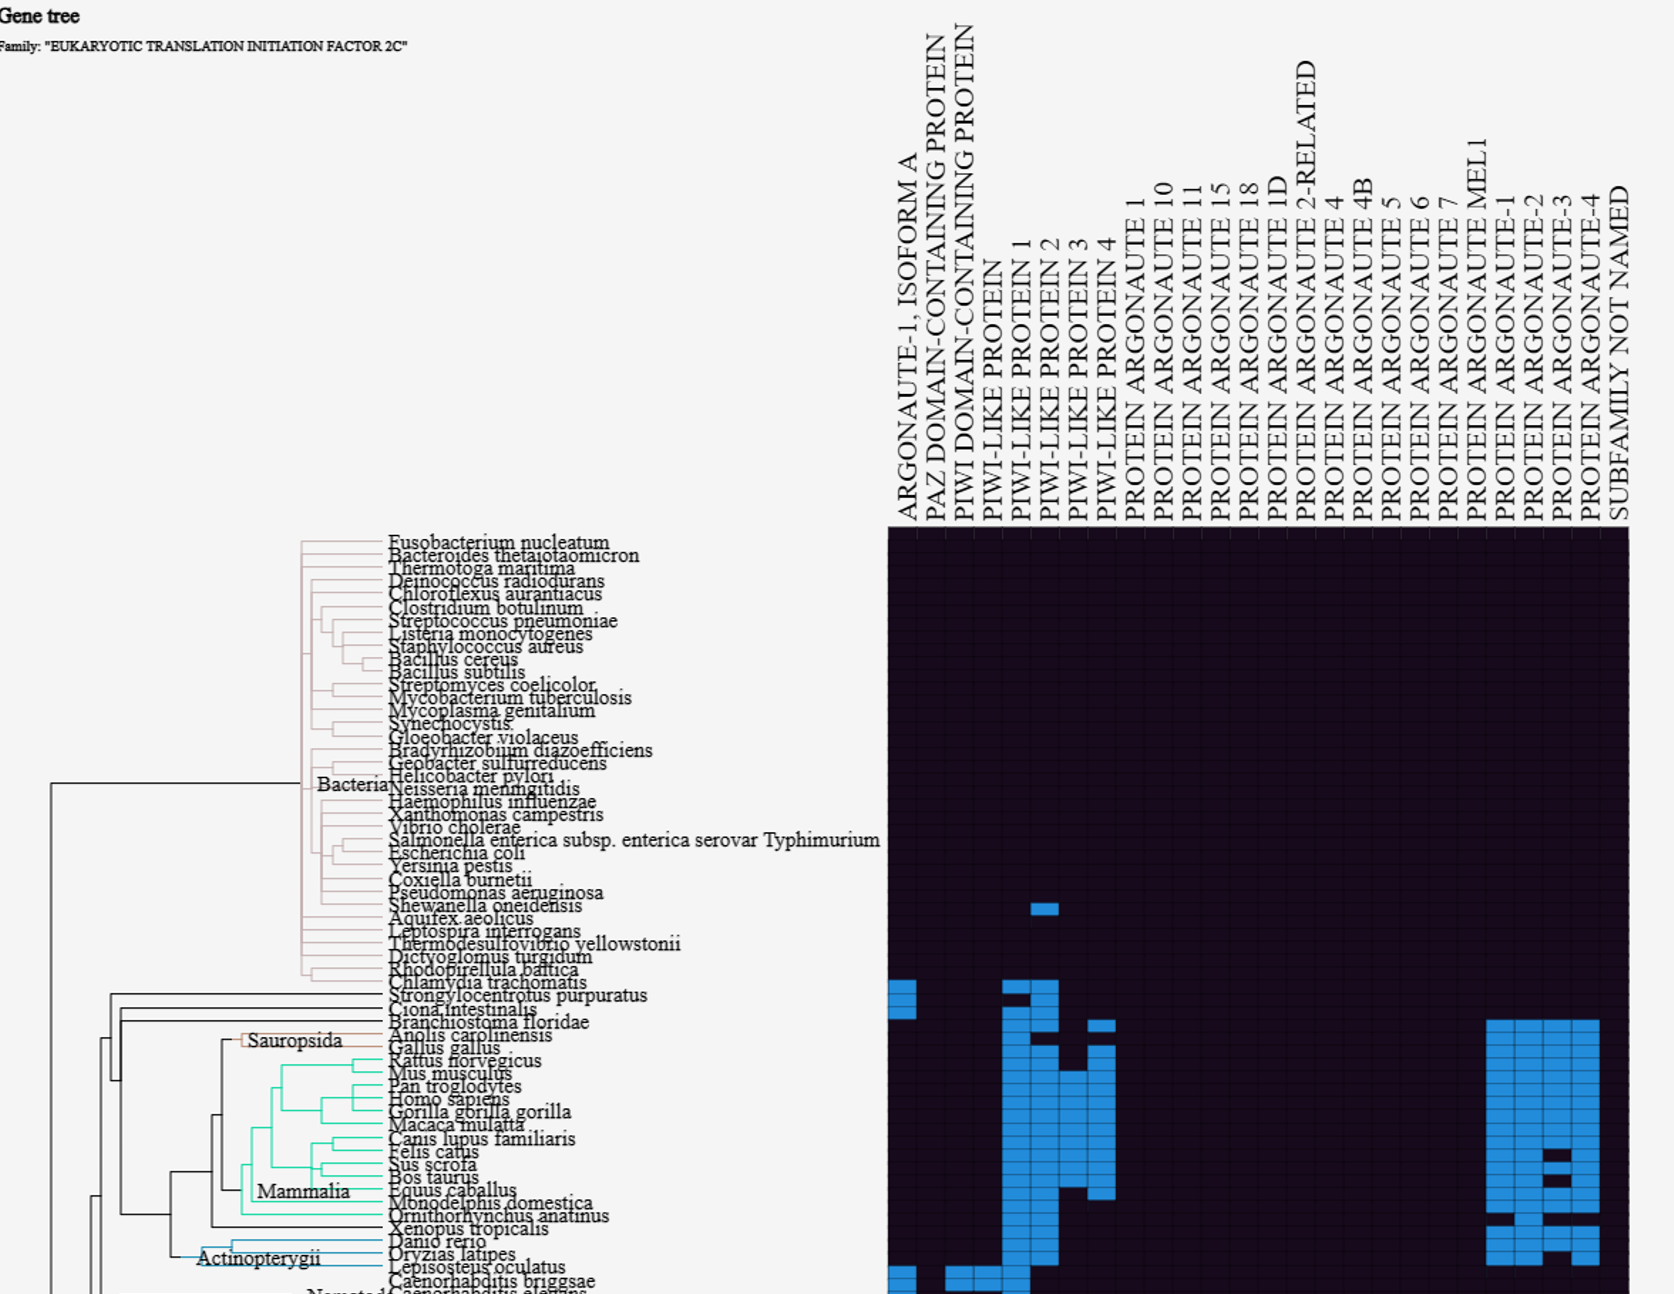 Gene tree
Family: "EUKARYOTIC TRANSLATION INITIATION FACTOR 2C"
ARGONAUTE-1, ISOFORM A
PAZ DOMAIN-CONTAINING PROTEIN
PIWI DOMAIN-CONTAINING PROTEIN
PIWI-LIKE PROTEIN
PIWI-LIKE PROTEIN 1
PIWI-LIKE PROTEIN 2
PIWI-LIKE PROTEIN 3
PIWI-LIKE PROTEIN 4
PROTEIN ARGONAUTE 1
PROTEIN ARGONAUTE 10
PROTEIN ARGONAUTE 11
PROTEIN ARGONAUTE 15
PROTEIN ARGONAUTE 18
PROTEIN ARGONAUTE 1D
PROTEIN ARGONAUTE 2-RELATED
PROTEIN ARGONAUTE 4
PROTEIN ARGONAUTE 4B
PROTEIN ARGONAUTE 5
PROTEIN ARGONAUTE 6
PROTEIN ARGONAUTE 7
PROTEIN ARGONAUTE MEL1
PROTEIN ARGONAUTE-1
PROTEIN ARGONAUTE-2
PROTEIN ARGONAUTE-3
PROTEIN ARGONAUTE-4
SUBFAMILY NOT NAMED
Fusobacterium nucleatum
Bacteroides thetaiotaomicron
Thermotoga maritima
Deinococcus radiodurans
Chloroflexus aurantiacus
Clostridium botulinum
Streptococcus pneumoniae
Listeria monocytogenes
Staphylococcus aureus
Bacillus cereus
Bacillus subtilis
Streptomyces coelicolor
Mycobacterium tuberculosis
Mycoplasma genitalium
Synechocystis
Gloeobacter violaceus
Bradyrhizobium diazoefficiens
Geobacter sulfurreducens
Helicobacter pylori
Bacteria
Neisseria meningitidis
Haemophilus influenzae
Xanthomonas campestris
Vibrio cholerae
Salmonella enterica subsp. enterica serovar Typhimurium
Escherichia coli
Yersinia pestis
Coxiella burnetii
Pseudomonas aeruginosa
Shewanella oneidensis
Aquifex aeolicus
Leptospira interrogans
Thermodesulfovibrio yellowstonii
Dictyoglomus turgidum
Rhodopirellula baltica
Chlamydia trachomatis
Strongylocentrotus purpuratus
Ciona intestinalis
Branchiostoma floridae
Anolis carolinensis
Sauropsida
Gallus gallus
Rattus norvegicus
Mus musculus
Pan troglodytes
Homo sapiens
Gorilla gorilla gorilla
Macaca mulatta
Canis lupus familiaris
Felis catus
Sus scrofa
Bos taurus
Equus caballus
Mammalia
Monodelphis domestica
Ornithorhynchus anatinus
Xenopus tropicalis
Danio rerio
Oryzias latipes
Actinopterygii
Lepisosteus oculatus
Caenorhabditis briggsae
Caenorhabditis elegans